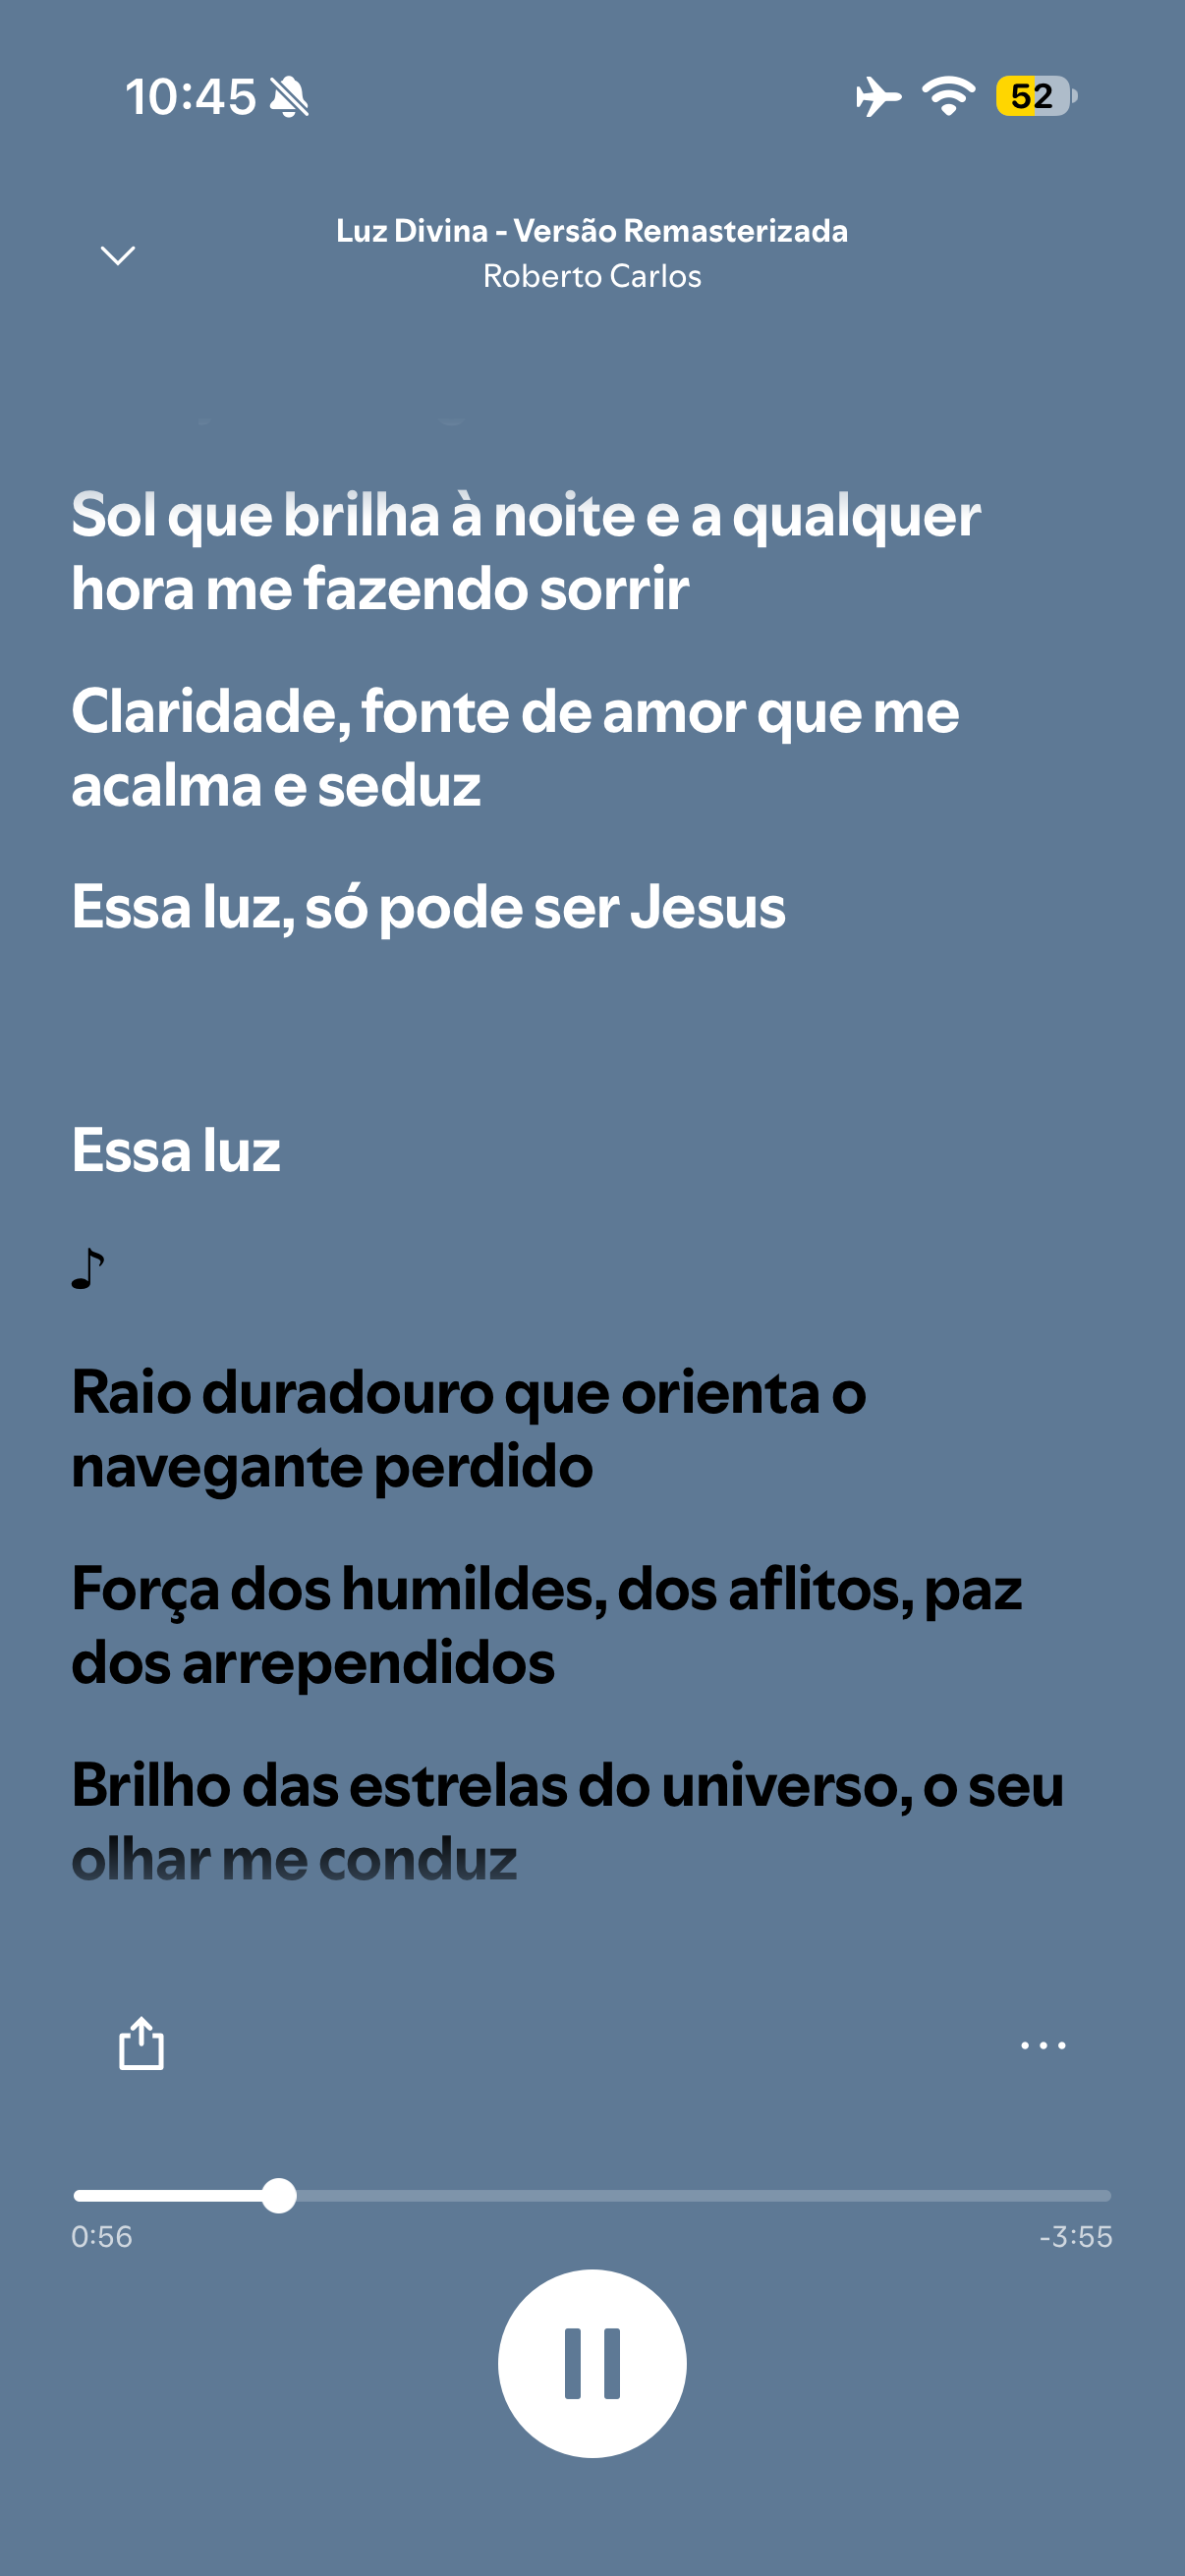 10:45
52
Luz Divina - Versão Remasterizada
Roberto Carlos
Sol que brilha à noite e a qualquer
hora me fazendo sorrir
Claridade, fonte de amor que me
acalma e seduz
Essa luz, só pode ser Jesus
Essa luz
♪
Raio duradouro que orienta o
navegante perdido
Força dos humildes, dos aflitos, paz
dos arrependidos
Brilho das estrelas do universo, o seu
olhar me conduz
0:56
-3:55